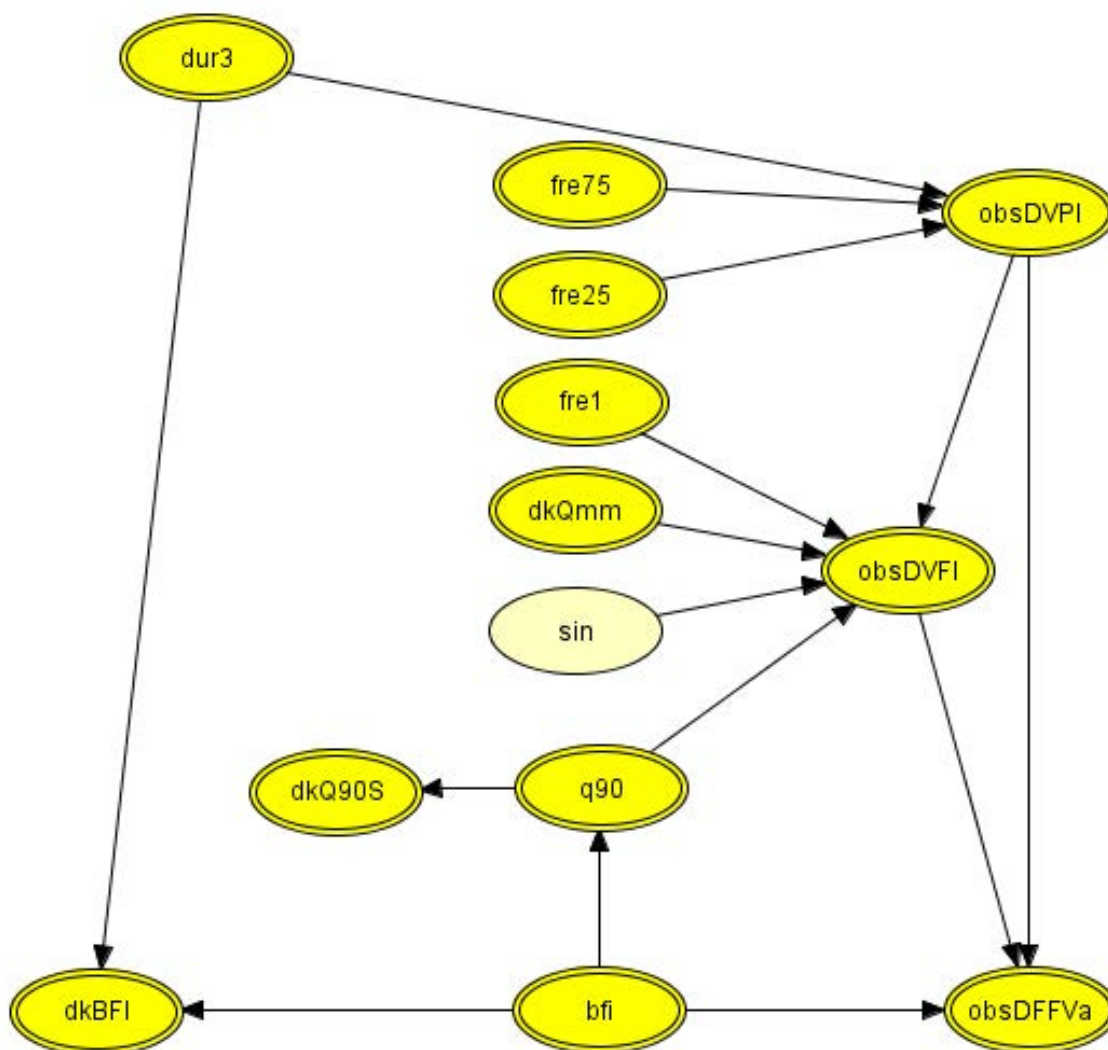 dur3
fre75
obsDVPI
fre25
fre1
dkQmm
obsDVFI
sin
dkQ90S
q90
dkBFI
bfi
obsDFFVa